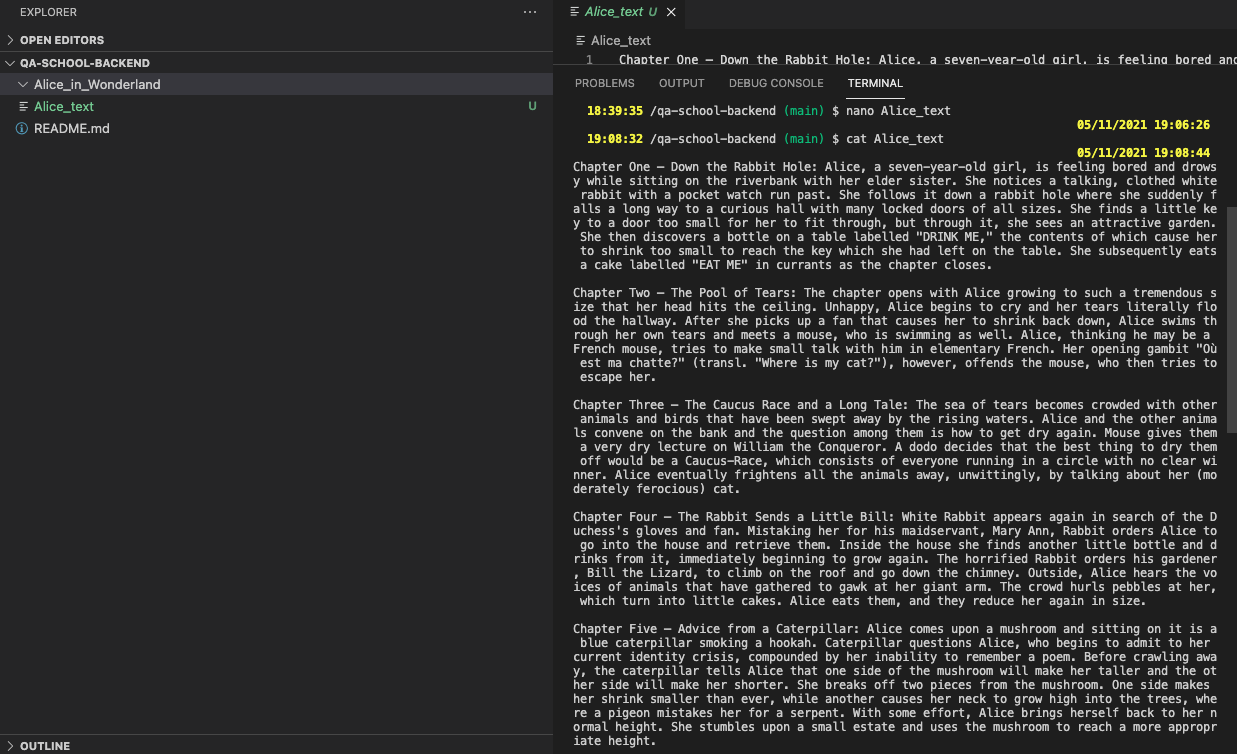 EXPLORER
OPEN EDITORS
QA-SCHOOL-BACKEND
Alice_in_Wonderland
Alice_text U
README.md
OUTLINE
Alice_text U
Alice_text
1 Chapter One – Down the Rabbit Hole: Alice, a seven-year-old girl, is feeling bored and
PROBLEMS OUTPUT DEBUG CONSOLE TERMINAL
18:39:35 /qa-school-backend (main) $ nano Alice_text
05/11/2021 19:06:26
19:08:32 /qa-school-backend (main) $ cat Alice_text
05/11/2021 19:08:44
Chapter One – Down the Rabbit Hole: Alice, a seven-year-old girl, is feeling bored and drows
y while sitting on the riverbank with her elder sister. She notices a talking, clothed white
rabbit with a pocket watch run past. She follows it down a rabbit hole where she suddenly f
alls a long way to a curious hall with many locked doors of all sizes. She finds a little ke
y to a door too small for her to fit through, but through it, she sees an attractive garden.
She then discovers a bottle on a table labelled "DRINK ME," the contents of which cause her
to shrink too small to reach the key which she had left on the table. She subsequently eats
a cake labelled "EAT ME" in currants as the chapter closes.
Chapter Two – The Pool of Tears: The chapter opens with Alice growing to such a tremendous s
ize that her head hits the ceiling. Unhappy, Alice begins to cry and her tears literally flo
od the hallway. After she picks up a fan that causes her to shrink back down, Alice swims th
rough her own tears and meets a mouse, who is swimming as well. Alice, thinking he may be a
French mouse, tries to make small talk with him in elementary French. Her opening gambit "Où
est ma chatte?" (transl. "Where is my cat?"), however, offends the mouse, who then tries to
escape her.
Chapter Three – The Caucus Race and a Long Tale: The sea of tears becomes crowded with other
animals and birds that have been swept away by the rising waters. Alice and the other anima
ls convene on the bank and the question among them is how to get dry again. Mouse gives them
a very dry lecture on William the Conqueror. A dodo decides that the best thing to dry them
off would be a Caucus-Race, which consists of everyone running in a circle with no clear wi
nner. Alice eventually frightens all the animals away, unwittingly, by talking about her (mo
derately ferocious) cat.
Chapter Four – The Rabbit Sends a Little Bill: White Rabbit appears again in search of the D
uchess's gloves and fan. Mistaking her for his maidservant, Mary Ann, Rabbit orders Alice to
go into the house and retrieve them. Inside the house she finds another little bottle and d
rinks from it, immediately beginning to grow again. The horrified Rabbit orders his gardener
, Bill the Lizard, to climb on the roof and go down the chimney. Outside, Alice hears the vo
ices of animals that have gathered to gawk at her giant arm. The crowd hurls pebbles at her,
which turn into little cakes. Alice eats them, and they reduce her again in size.
Chapter Five – Advice from a Caterpillar: Alice comes upon a mushroom and sitting on it is a
blue caterpillar smoking a hookah. Caterpillar questions Alice, who begins to admit to her
current identity crisis, compounded by her inability to remember a poem. Before crawling awa
y, the caterpillar tells Alice that one side of the mushroom will make her taller and the ot
her side will make her shorter. She breaks off two pieces from the mushroom. One side makes
her shrink smaller than ever, while another causes her neck to grow high into the trees, whe
re a pigeon mistakes her for a serpent. With some effort, Alice brings herself back to her n
ormal height. She stumbles upon a small estate and uses the mushroom to reach a more appropr
iate height.